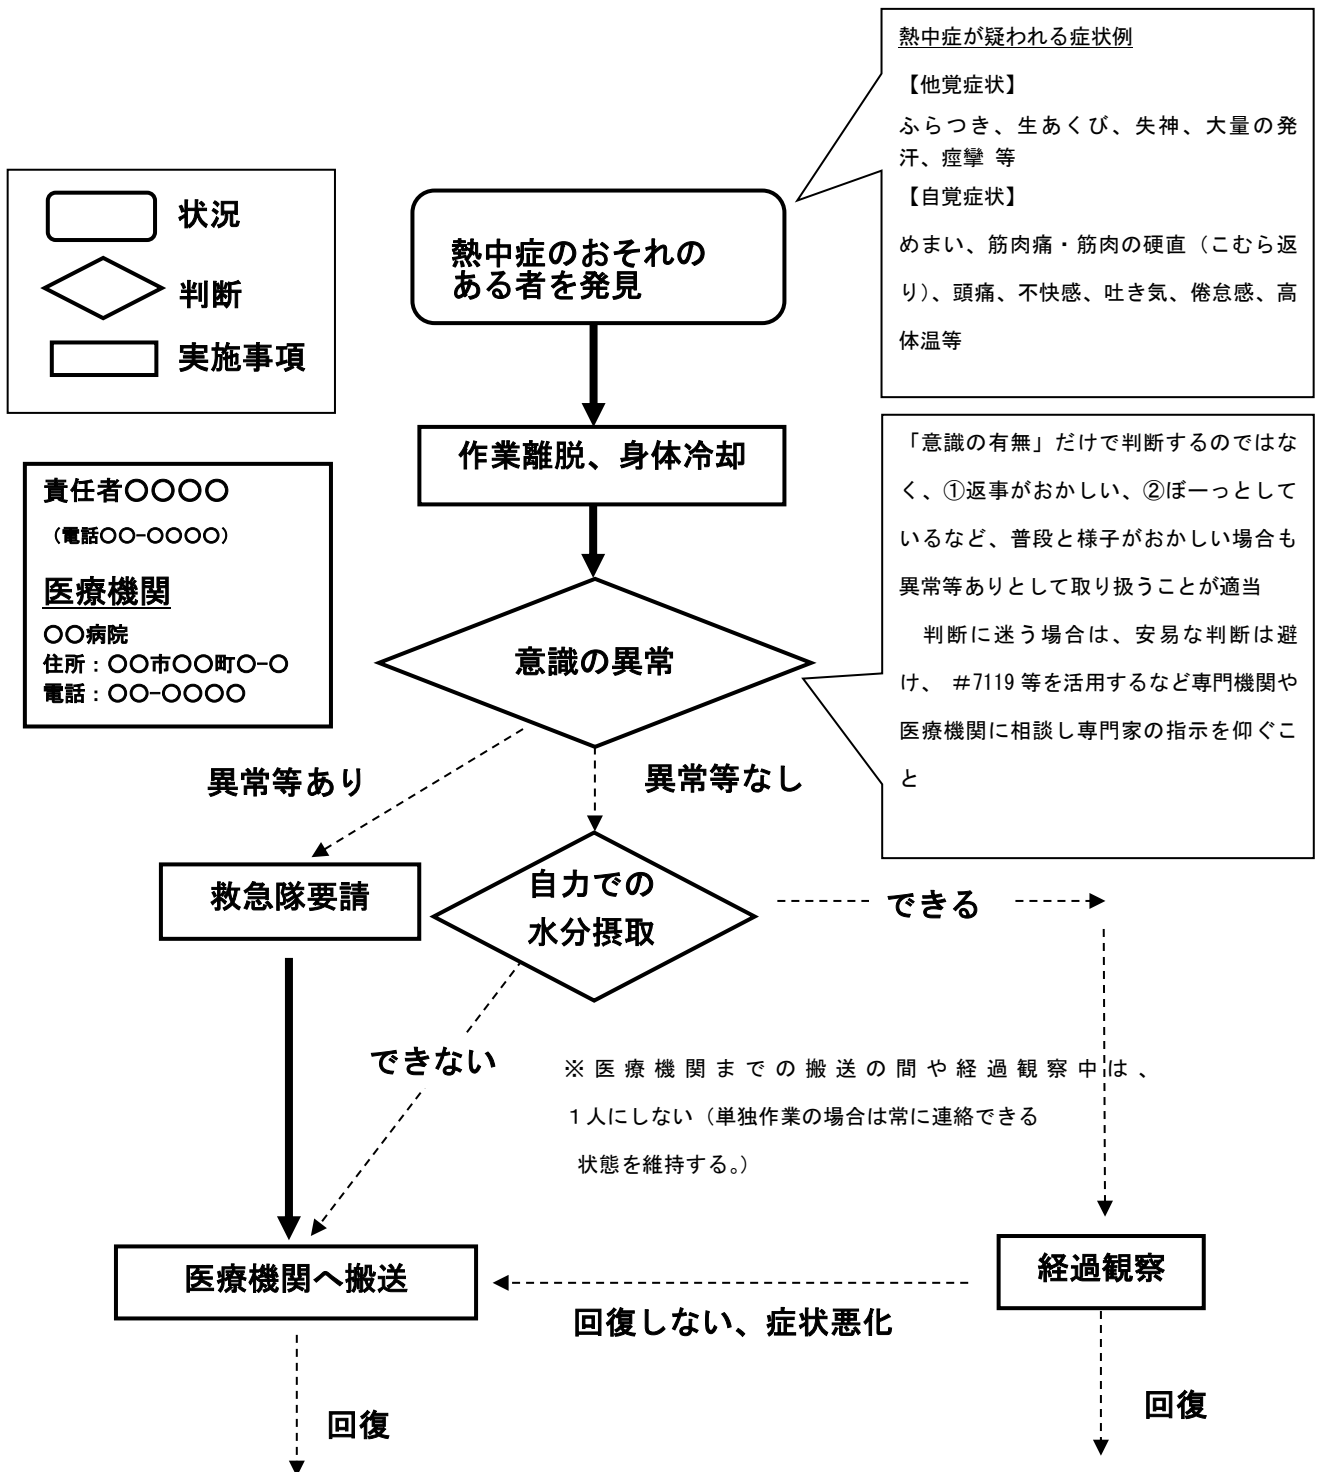 熱中症が疑われる症状例
【他覚症状】
ふらつき、生あくび、失神、大量の発
汗、痙攣 等
【自覚症状】
めまい、筋肉痛・筋肉の硬直（こむら返
り）、頭痛、不快感、吐き気、倦怠感、高
体温等
状況
判断
実施事項
熱中症のおそれの
ある者を発見
作業離脱、身体冷却
責任者〇〇〇〇
（電話〇〇-〇〇〇〇）
医療機関
〇〇病院
住所：〇〇市〇〇町〇-〇
電話：〇〇-〇〇〇〇
「意識の有無」だけで判断するのではな
く、①返事がおかしい、②ぼーっとして
いるなど、普段と様子がおかしい場合も
異常等ありとして取り扱うことが適当
判断に迷う場合は、安易な判断は避
け、 ＃7119 等を活用するなど専門機関や
医療機関に相談し専門家の指示を仰ぐこ
と
意識の異常
異常等あり
異常等なし
救急隊要請
自力での
水分摂取
できる
できない
※医療機関までの搬送の間や経過観察中は、
１人にしない（単独作業の場合は常に連絡できる
状態を維持する。）
医療機関へ搬送
経過観察
回復しない、症状悪化
回復
回復